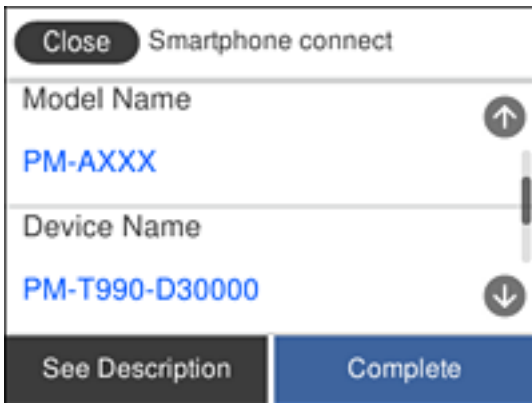 Close Smartphone connect
Model Name
PM-AXXX
Device Name
PM-T990-D30000
See Description Complete